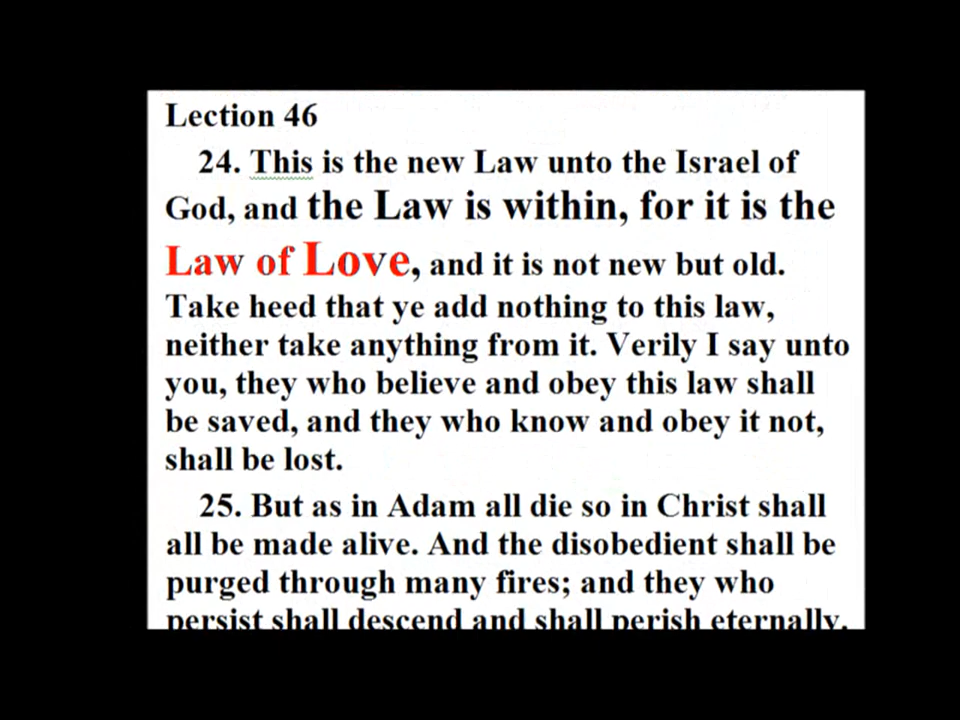 Lection 46
24. This is the new Law unto the Israel of
God, and the Law is within, for it is the
Law of Love, and it is not new but old.
Take heed that ye add nothing to this law,
neither take anything from it. Verily I say unto
you, they who believe and obey this law shall
be saved, and they who know and obey it not,
shall be lost.
25. But as in Adam all die so in Christ shall
all be made alive. And the disobedient shall be
purged through many fires; and they who
persist shall descend and shall perish eternally.